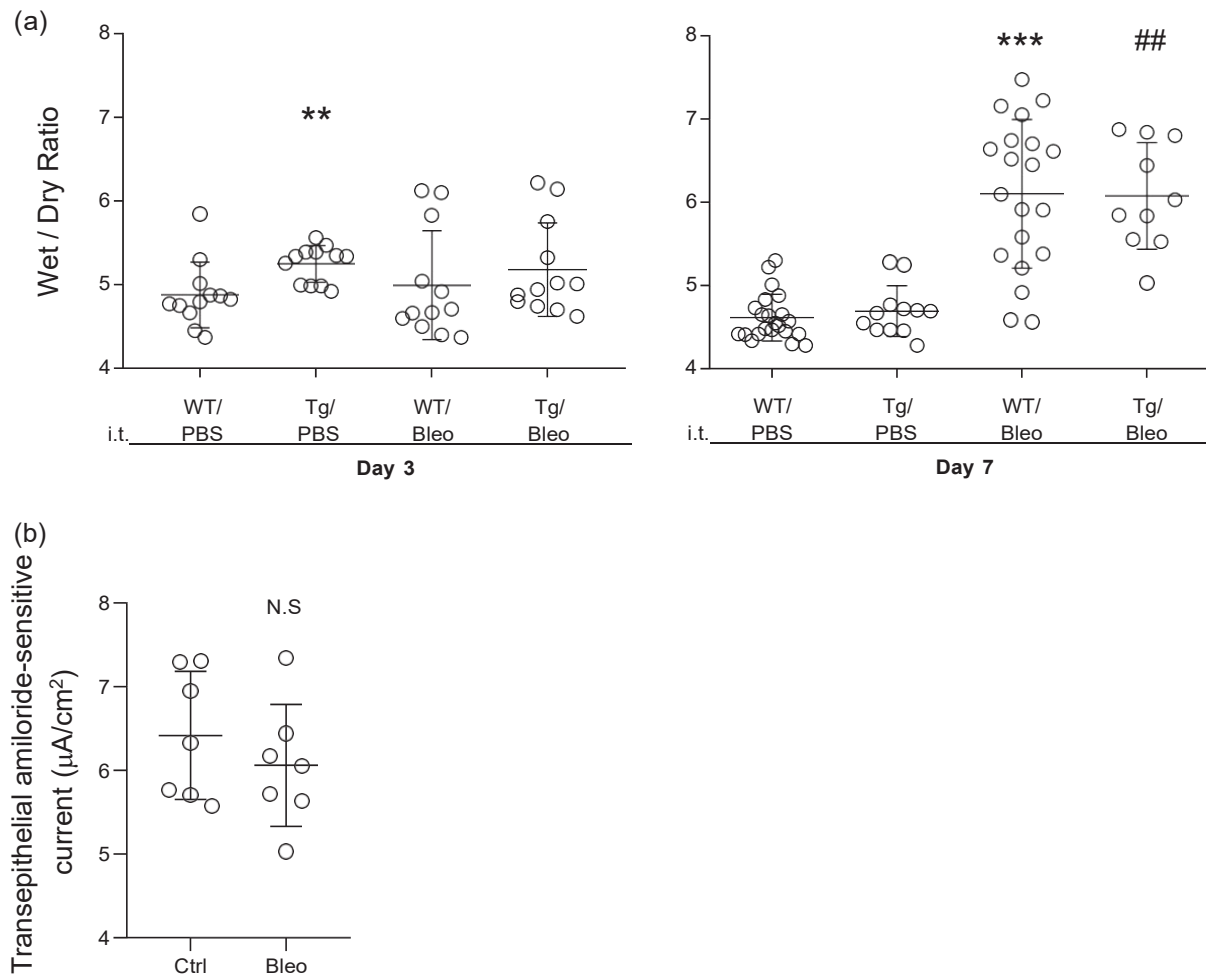 (a)
Wet / Dry Ratio
8
7
6
5
4
**
WT/ Tg/ WT/ Tg/
i.t. PBS PBS Bleo Bleo
Day 3
8
7
6
5
4
*** ##
WT/ Tg/ WT/ Tg/
i.t. PBS PBS Bleo Bleo
Day 7
(b)
Transepithelial amiloride-sensitive
current (μA/cm²)
8
7
6
5
4
N.S
Ctrl Bleo